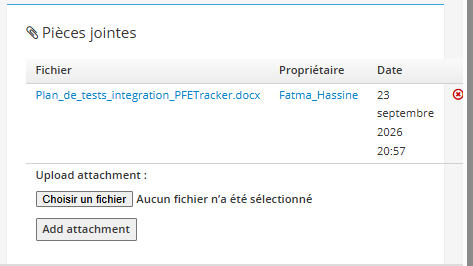 Pièces jointes
Fichier Propriétaire Date
Plan_de_tests_integration_PFETracker.docx Fatma_Hassine 23
septembre
2026
20:57
Upload attachment :
Choisir un fichier Aucun fichier n’a été sélectionné
Add attachment